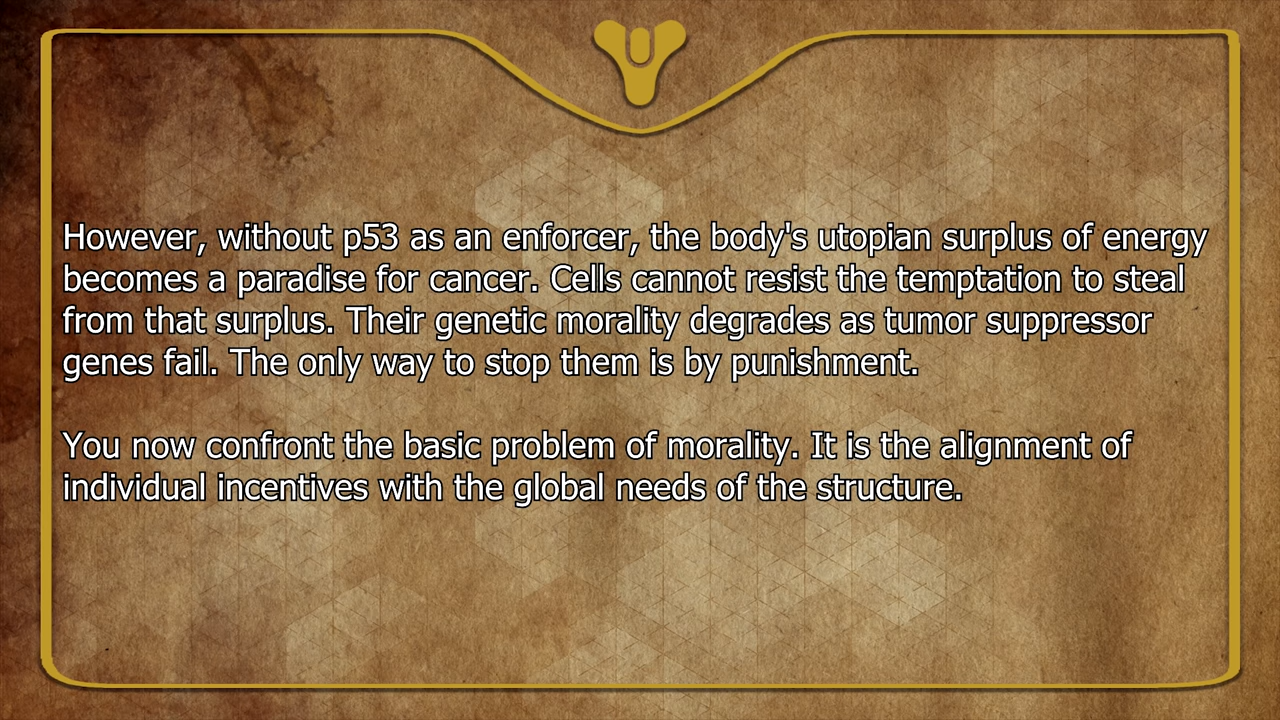 However, without p53 as an enforcer, the body's utopian surplus of energy
becomes a paradise for cancer. Cells cannot resist the temptation to steal
from that surplus. Their genetic morality degrades as tumor suppressor
genes fail. The only way to stop them is by punishment.
You now confront the basic problem of morality. It is the alignment of
individual incentives with the global needs of the structure.